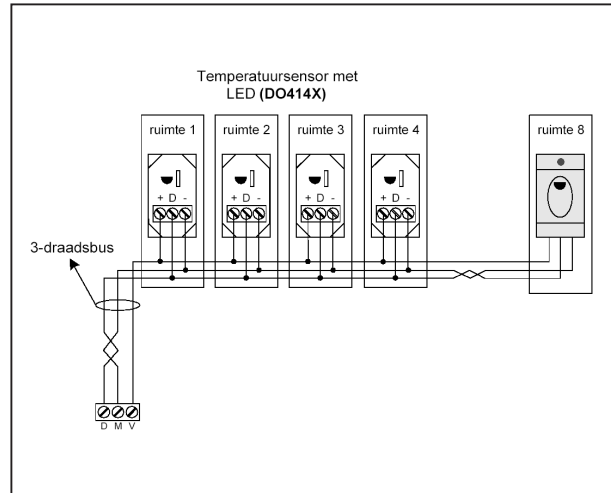 Temperatuursensor met
LED (DO414X)
ruimte 1
ruimte 2
ruimte 3
ruimte 4
ruimte 8
+ D -
+ D -
+ D -
+ D -
3-draadsbus
D M V